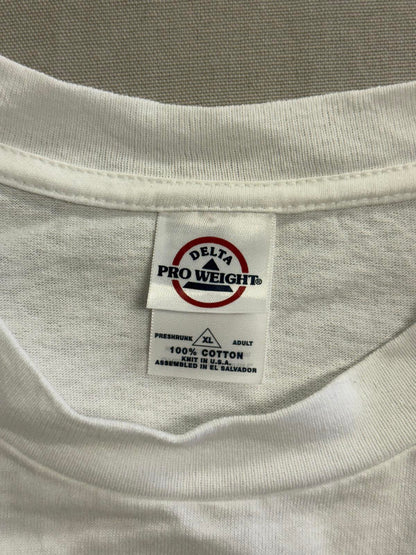 DELTA
PRO WEIGHT®
PRESHRUNK XL ADULT
100% COTTON
KNIT IN U.S.A.
ASSEMBLED IN EL SALVADOR